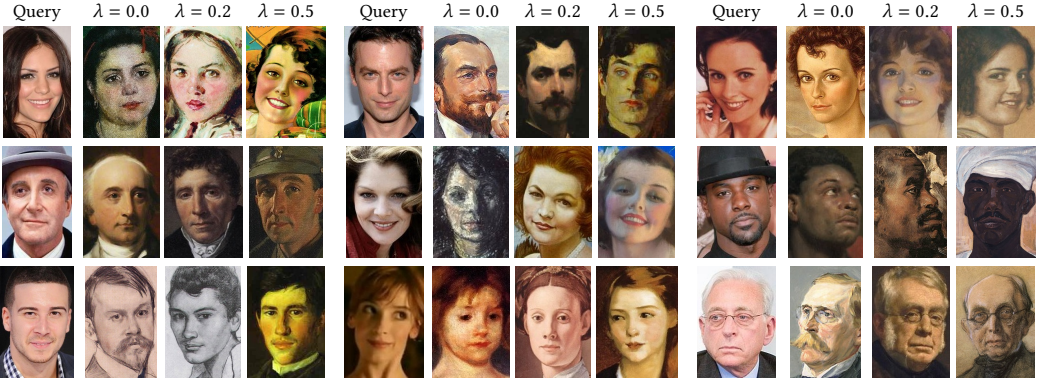 Query λ = 0.0 λ = 0.2 λ = 0.5 Query λ = 0.0 λ = 0.2 λ = 0.5 Query λ = 0.0 λ = 0.2 λ = 0.5